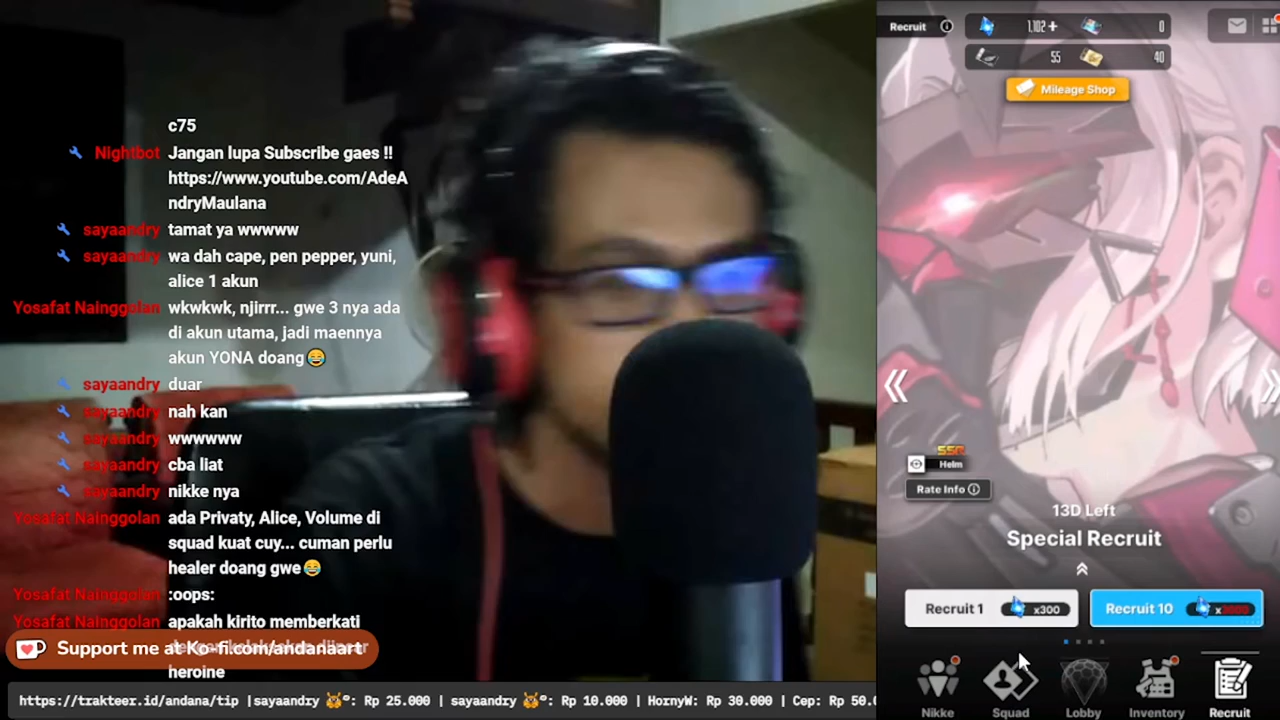 c75
Nightbot Jangan lupa Subscribe gaes !!
https://www.youtube.com/AdeA
ndryMaulana
sayaandry tamat ya wwwww
sayaandry wa dah cape, pen pepper, yuni,
alice 1 akun
Yosafat Nainggolan wkwkwk, njirrr... gwe 3 nya ada
di akun utama, jadi maennya
akun YONA doang😂
sayaandry duar
sayaandry nah kan
sayaandry wwwwww
sayaandry cba liat
sayaandry nikke nya
Yosafat Nainggolan ada Privaty, Alice, Volume di
squad kuat cuy... cuman perlu
healer doang gwe😂
Yosafat Nainggolan :oops:
Yosafat Nainggolan apakah kirito memberkati
Support me at Ko-fi.com/andanaart
heroine
https://trakteer.id/andana/tip |sayaandry : Rp 25.000 | sayaandry : Rp 10.000 | HornyW: Rp 30.000 | Cep: Rp 50.0
Recruit
1,102 +
0
55
40
Mileage Shop
SSR
Helm
Rate Info
13D Left
Special Recruit
Recruit 1 x300
Recruit 10 x3000
Nikke
Squad
Lobby
Inventory
Recruit